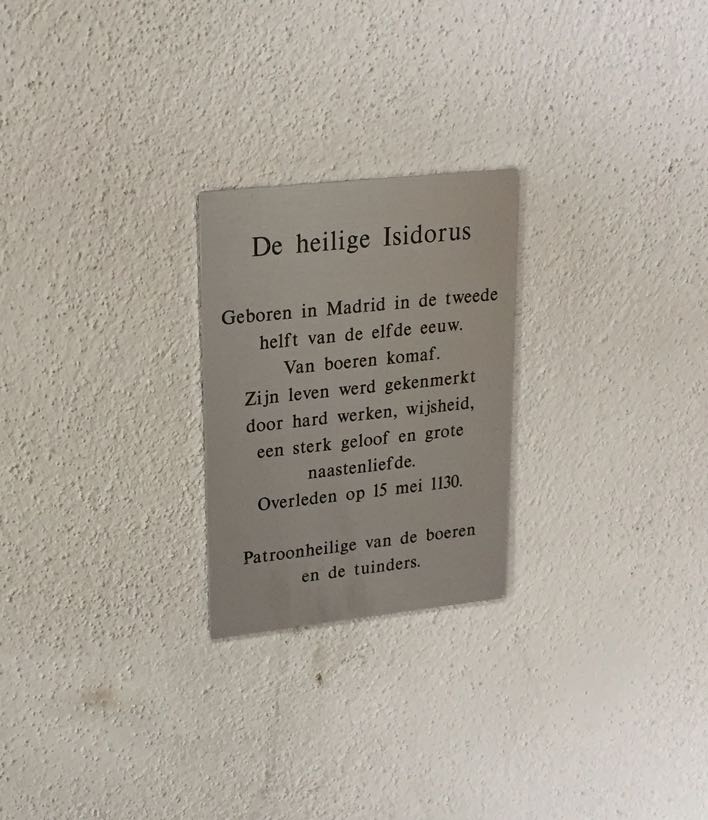 De heilige Isidorus
Geboren in Madrid in de tweede
helft van de elfde eeuw.
Van boeren komaf.
Zijn leven werd gekenmerkt
door hard werken, wijsheid,
een sterk geloof en grote
naastenliefde.
Overleden op 15 mei 1130.
Patroonheilige van de boeren
en de tuinders.